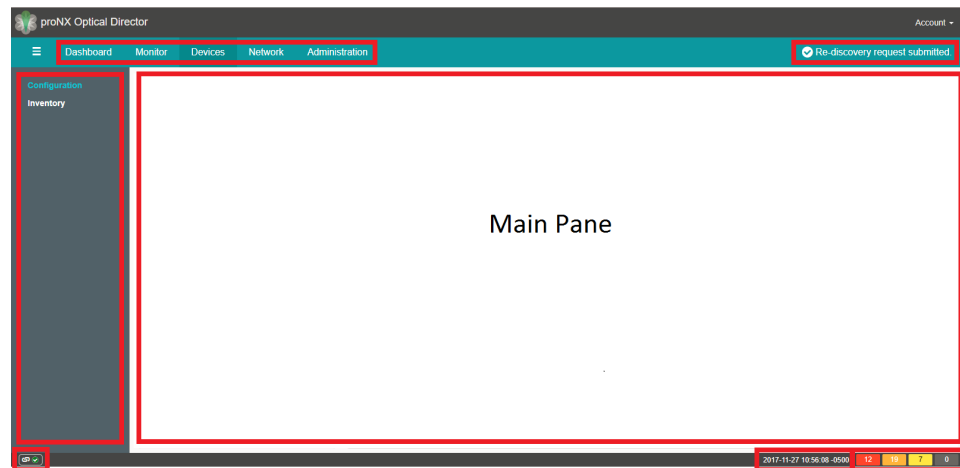 proNX Optical Director
Account
Dashboard Monitor Devices Network Administration
Re-discovery request submitted.
Configuration
Inventory
Main Pane
2017-11-27 10:56:08 -0500 12 19 7 0